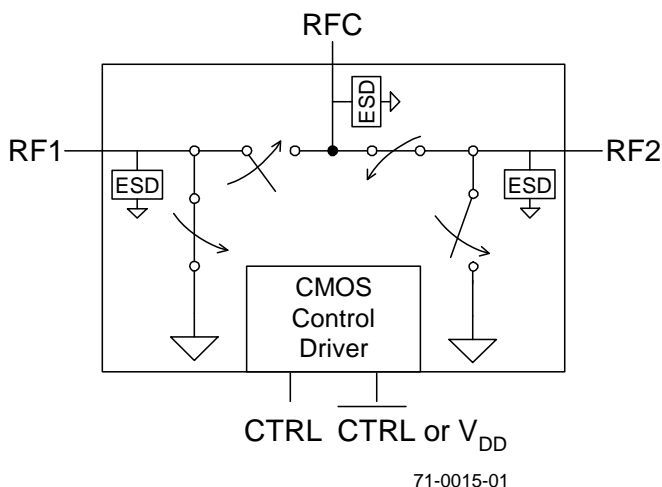 RFC
ESD
RF1
RF2
ESD
ESD
CMOS
Control
Driver
CTRL CTRL or VDD
71-0015-01